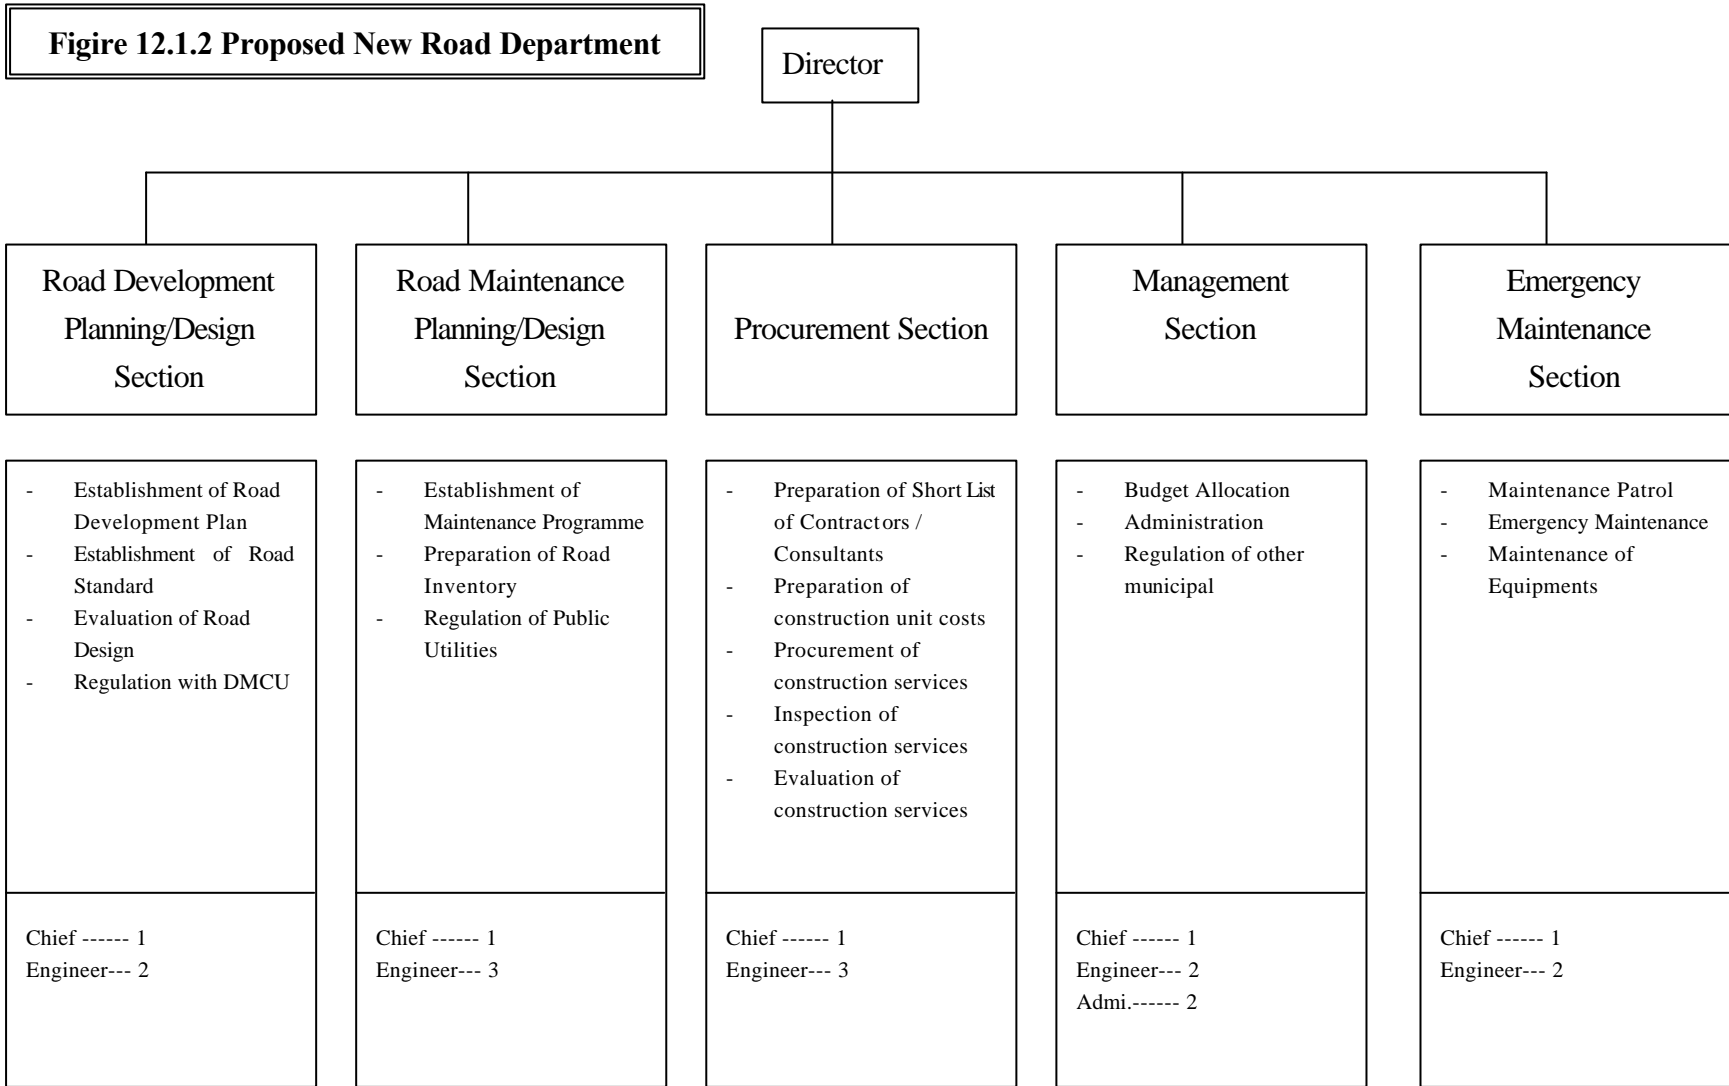 Figire 12.1.2 Proposed New Road Department
Director
Road Development
Planning/Design
Section
Road Maintenance
Planning/Design
Section
Procurement Section
Management
Section
Emergency
Maintenance
Section
- Establishment of Road
Development Plan
- Establishment of Road
Standard
- Evaluation of Road
Design
- Regulation with DMCU
Chief ------ 1
Engineer--- 2
- Establishment of
Maintenance Programme
- Preparation of Road
Inventory
- Regulation of Public
Utilities
Chief ------ 1
Engineer--- 3
- Preparation of Short List
of Contractors /
Consultants
- Preparation of
construction unit costs
- Procurement of
construction services
- Inspection of
construction services
- Evaluation of
construction services
Chief ------ 1
Engineer--- 3
- Budget Allocation
- Administration
- Regulation of other
municipal
Chief ------ 1
Engineer--- 2
Admi.------ 2
- Maintenance Patrol
- Emergency Maintenance
- Maintenance of
Equipments
Chief ------ 1
Engineer--- 2